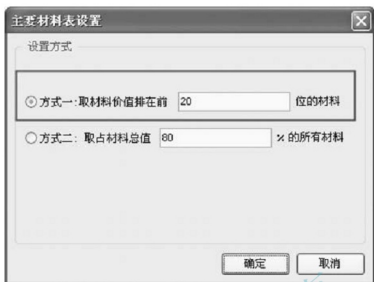 主要材料表设置
设置方式
方式一:取材料价值排在前 20 位的材料
方式二: 取占材料总值 80 % 的所有材料
确定 取消